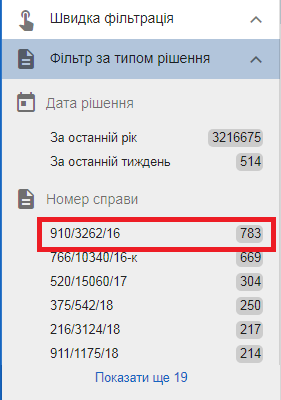 Швидка фільтрація
Фільтр за типом рішення
Дата рішення
За останній рік 3216675
За останній тиждень 514
Номер справи
910/3262/16 783
766/10340/16-к 669
520/15060/17 304
375/542/18 250
216/3124/18 217
911/1175/18 214
Показати ще 19